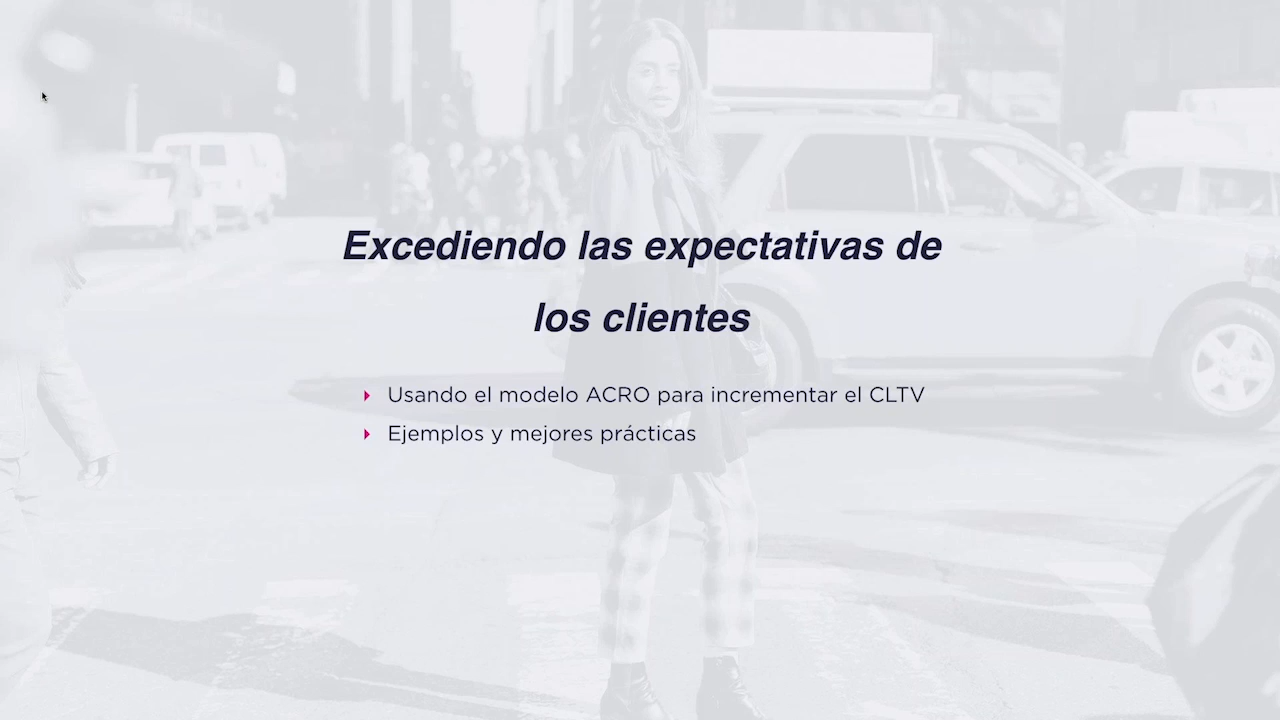 Excediendo las expectativas de
los clientes
Usando el modelo ACRO para incrementar el CLTV
Ejemplos y mejores prácticas